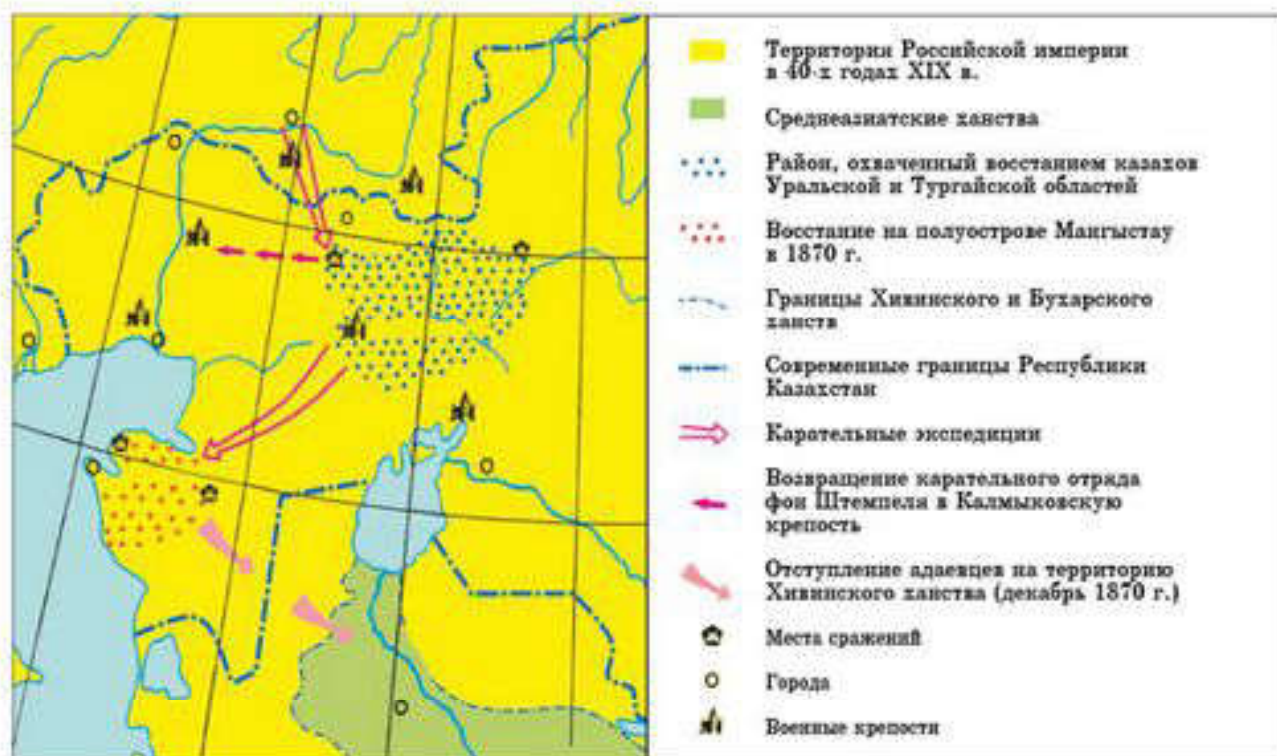 Территория Российской империи
в 40-х годах XIX в.
Среднеазиатские ханства
Район, охваченный восстанием казахов
Уральской и Тургайской областей
Восстание на полуострове Мангыстау
в 1870 г.
Границы Хивинского и Бухарского
ханств
Современные границы Республики
Казахстан
Карательные экспедиции
Возвращение карательного отряда
фон Штемпеля в Калмыковскую
крепость
Отступление адаевцев на территорию
Хивинского ханства (декабрь 1870 г.)
Места сражений
Города
Военные крепости